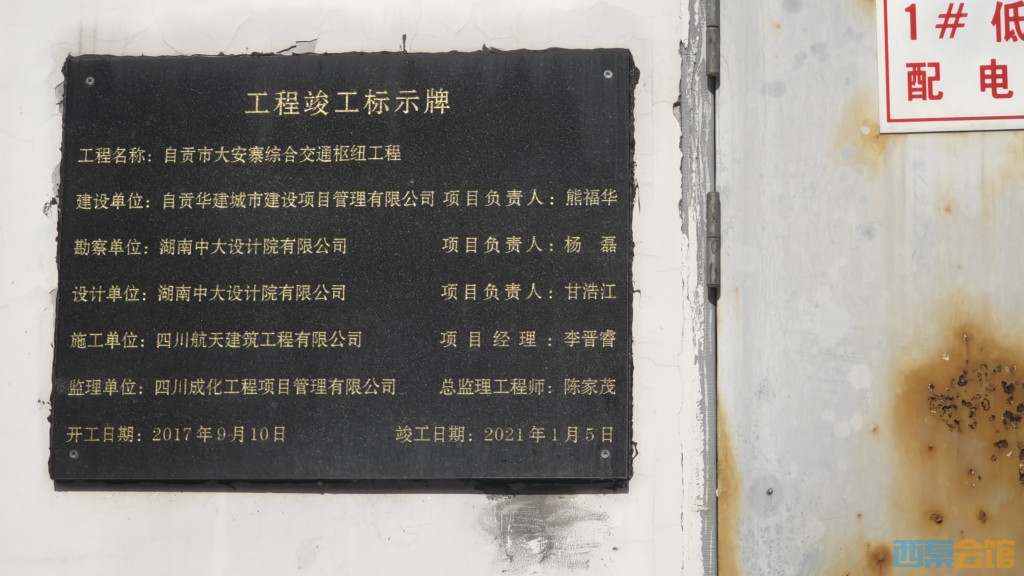 工程竣工标示牌
工程名称：自贡市大安寨综合交通枢纽工程
建设单位：自贡华建城市建设项目管理有限公司 项目负责人：熊福华
勘察单位：湖南中大设计院有限公司 项目负责人：杨 磊
设计单位：湖南中大设计院有限公司 项目负责人：甘浩江
施工单位：四川航天建筑工程有限公司 项目经理：李晋睿
监理单位：四川成化工程项目管理有限公司 总监理工程师：陈家茂
开工日期：2017年9月10日 竣工日期：2021年1月5日
1# 低
配电
西泵会馆